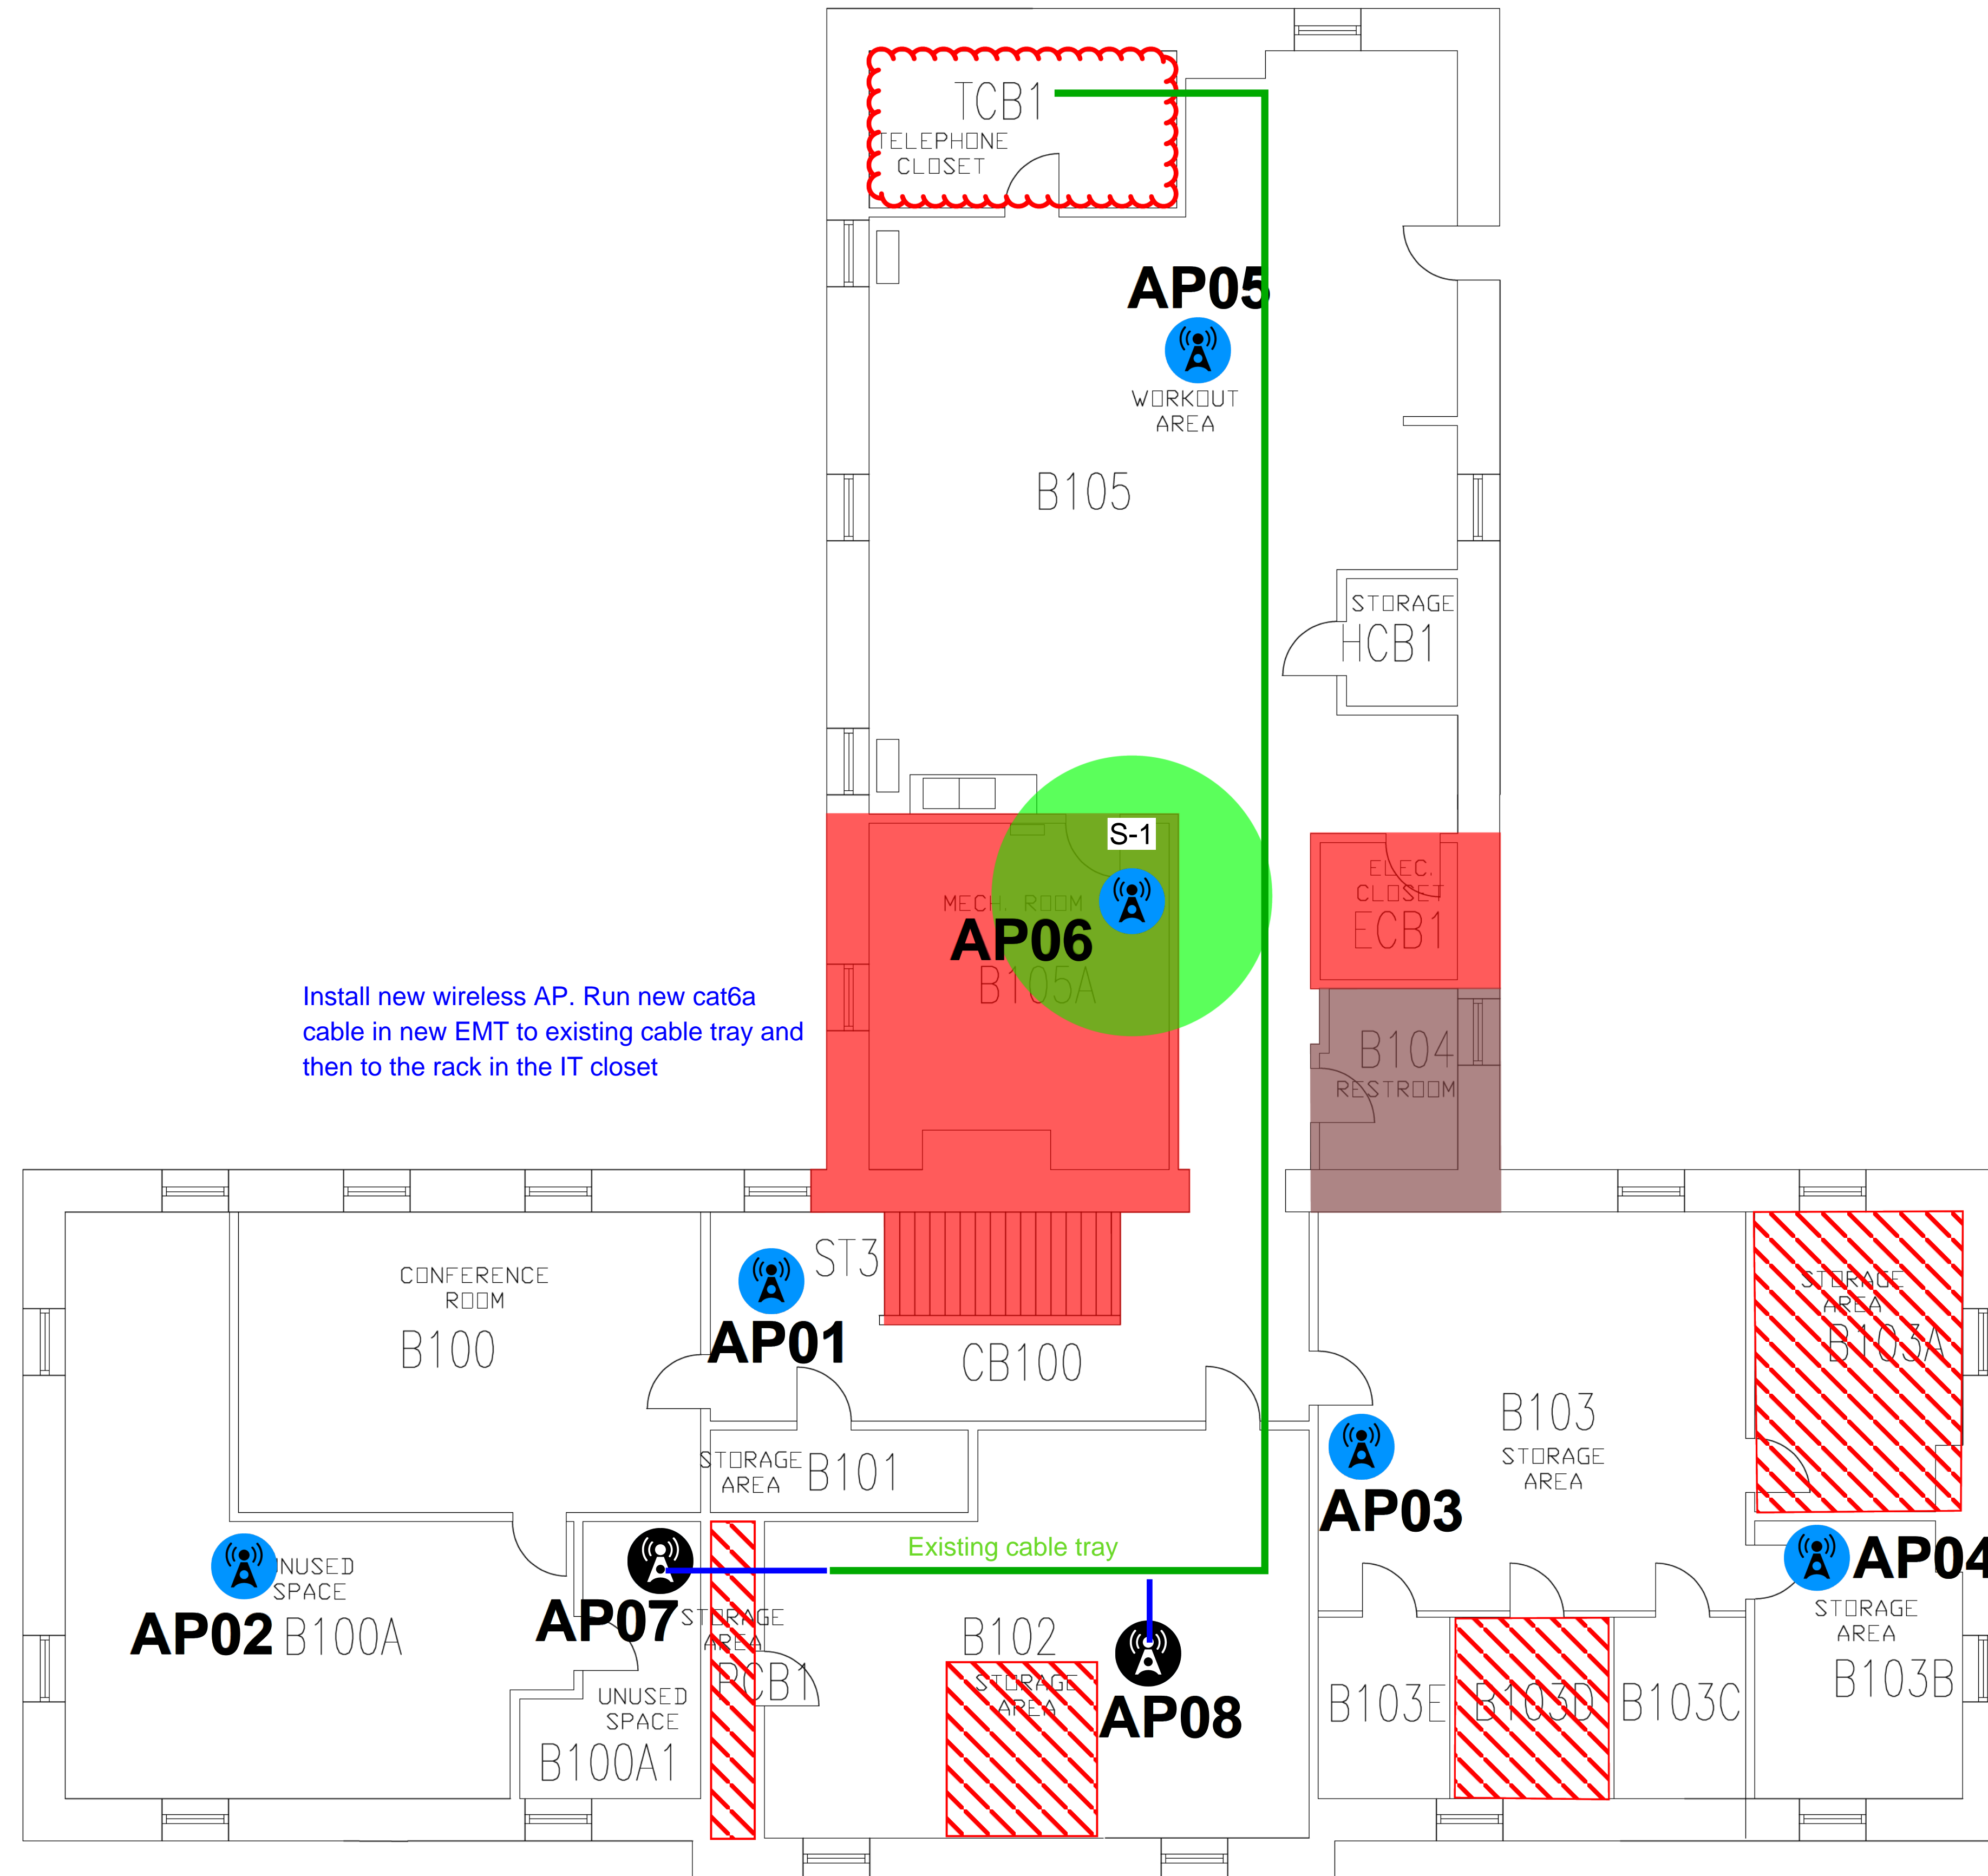 TCB1
TELEPHONE
CLOSET
AP05
WORKOUT
AREA
B105
STORAGE
HCB1
S-1
MECH. ROOM
AP06
B105A
ELEC.
CLOSET
ECB1
B104
RESTROOM
Install new wireless AP. Run new cat6a
cable in new EMT to existing cable tray and
then to the rack in the IT closet
CONFERENCE
ROOM
B100
ST3
AP01
CB100
STORAGE
AREA
B101
B103
STORAGE
AREA
STORAGE
AREA
B103A
AP03
Existing cable tray
UNUSED
SPACE
AP02
B100A
AP07
STORAGE
AREA
PCB1
B102
STORAGE
AREA
AP08
AP04
STORAGE
AREA
B103B
UNUSED
SPACE
B100A1
B103E
B103D
B103C